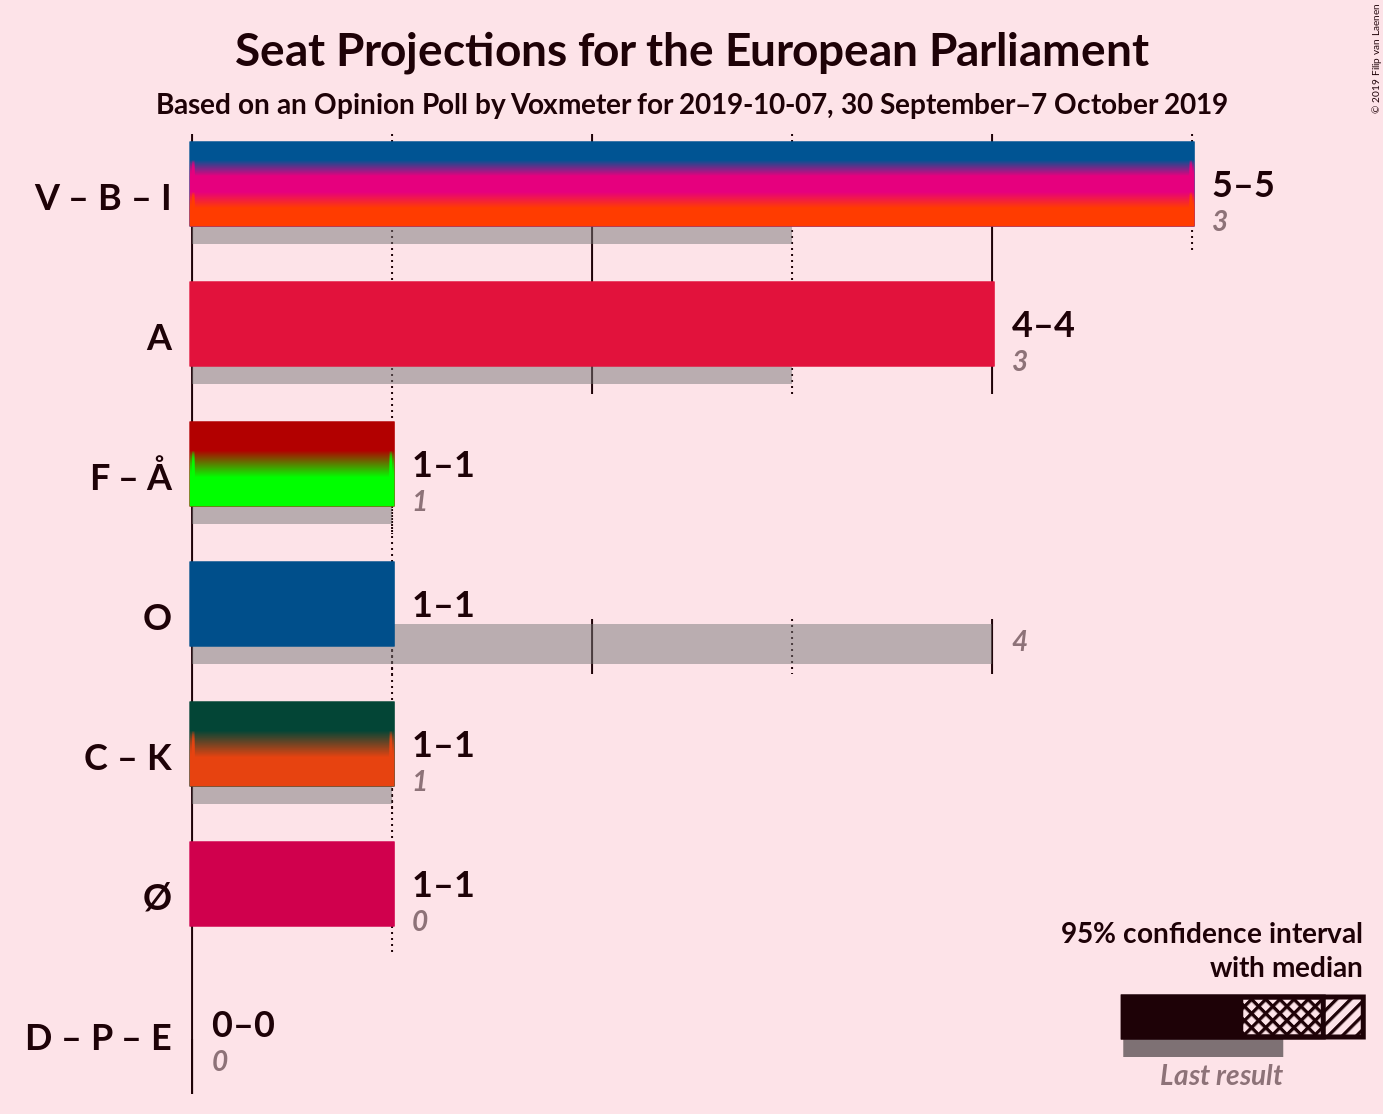 Seat Projections for the European Parliament
Based on an Opinion Poll by Voxmeter for 2019-10-07, 30 September–7 October 2019
© 2019 Filip van Laenen
V – B – I
5–5
3
A
4–4
3
F – Å
1–1
1
O
1–1
4
C – K
1–1
1
Ø
1–1
0
D – P – E
0–0
0
95% confidence interval
with median
Last result